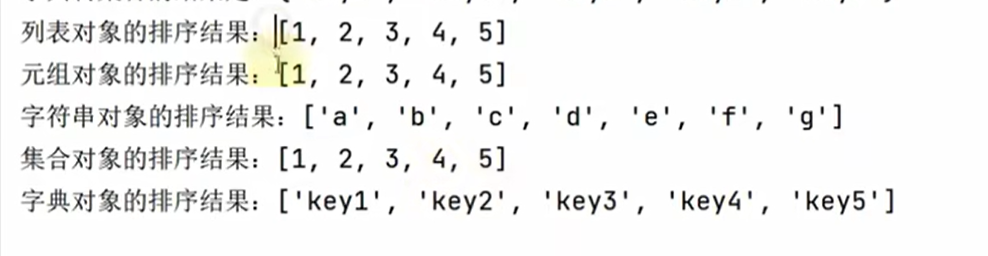 列表对象的排序结果：[1, 2, 3, 4, 5]
元组对象的排序结果：[1, 2, 3, 4, 5]
字符串对象的排序结果：['a', 'b', 'c', 'd', 'e', 'f', 'g']
集合对象的排序结果：[1, 2, 3, 4, 5]
字典对象的排序结果：['key1', 'key2', 'key3', 'key4', 'key5']